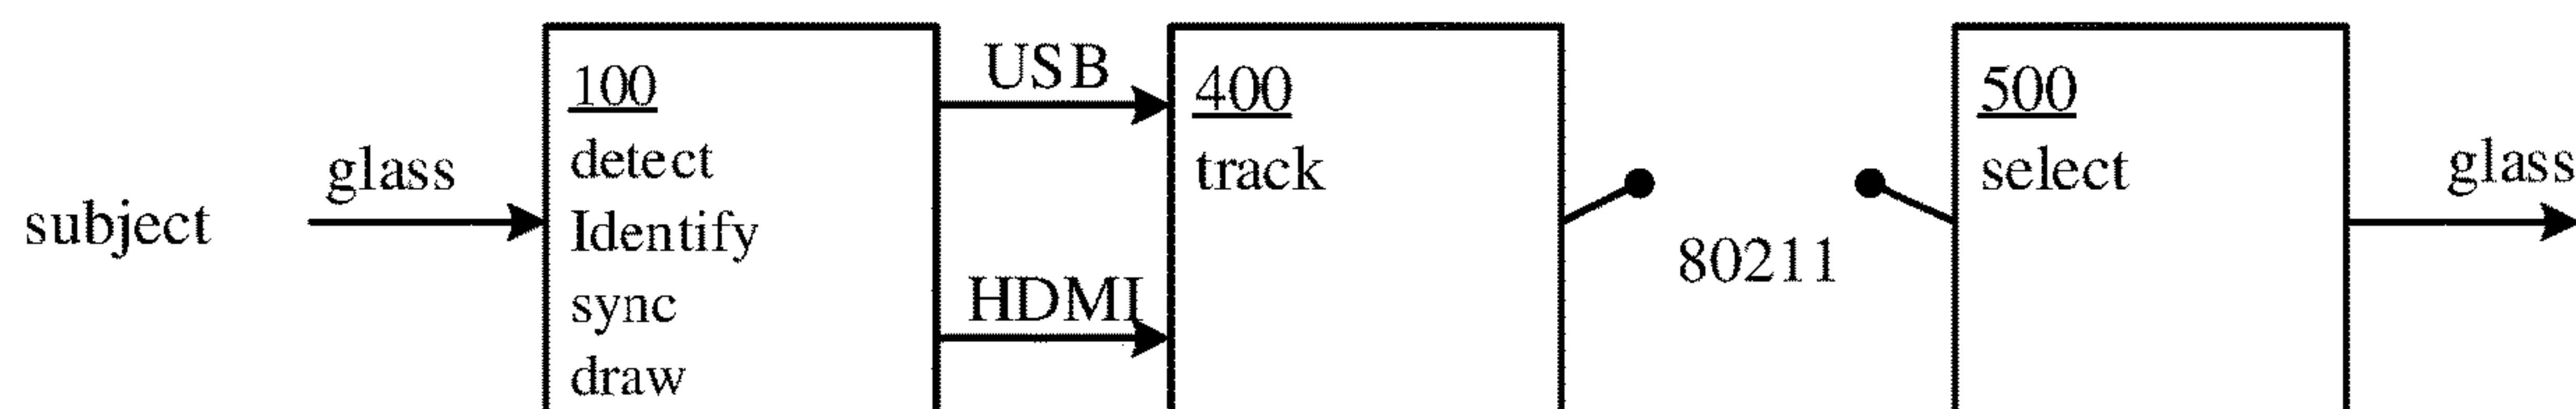 subject
glass
100
detect
Identify
sync
draw
USB
HDMI
400
track
80211
500
select
glass